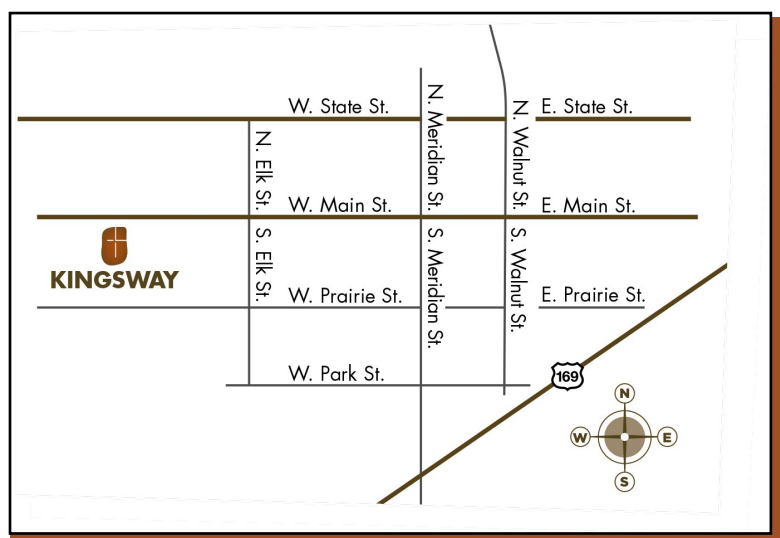 W. State St.
E. State St.
N. Meridian St.
N. Walnut St.
N. Elk St.
W. Main St.
E. Main St.
KINGSWAY
S. Elk St.
S. Meridian St.
S. Walnut St.
W. Prairie St.
E. Prairie St.
W. Park St.
169
N
W
E
S